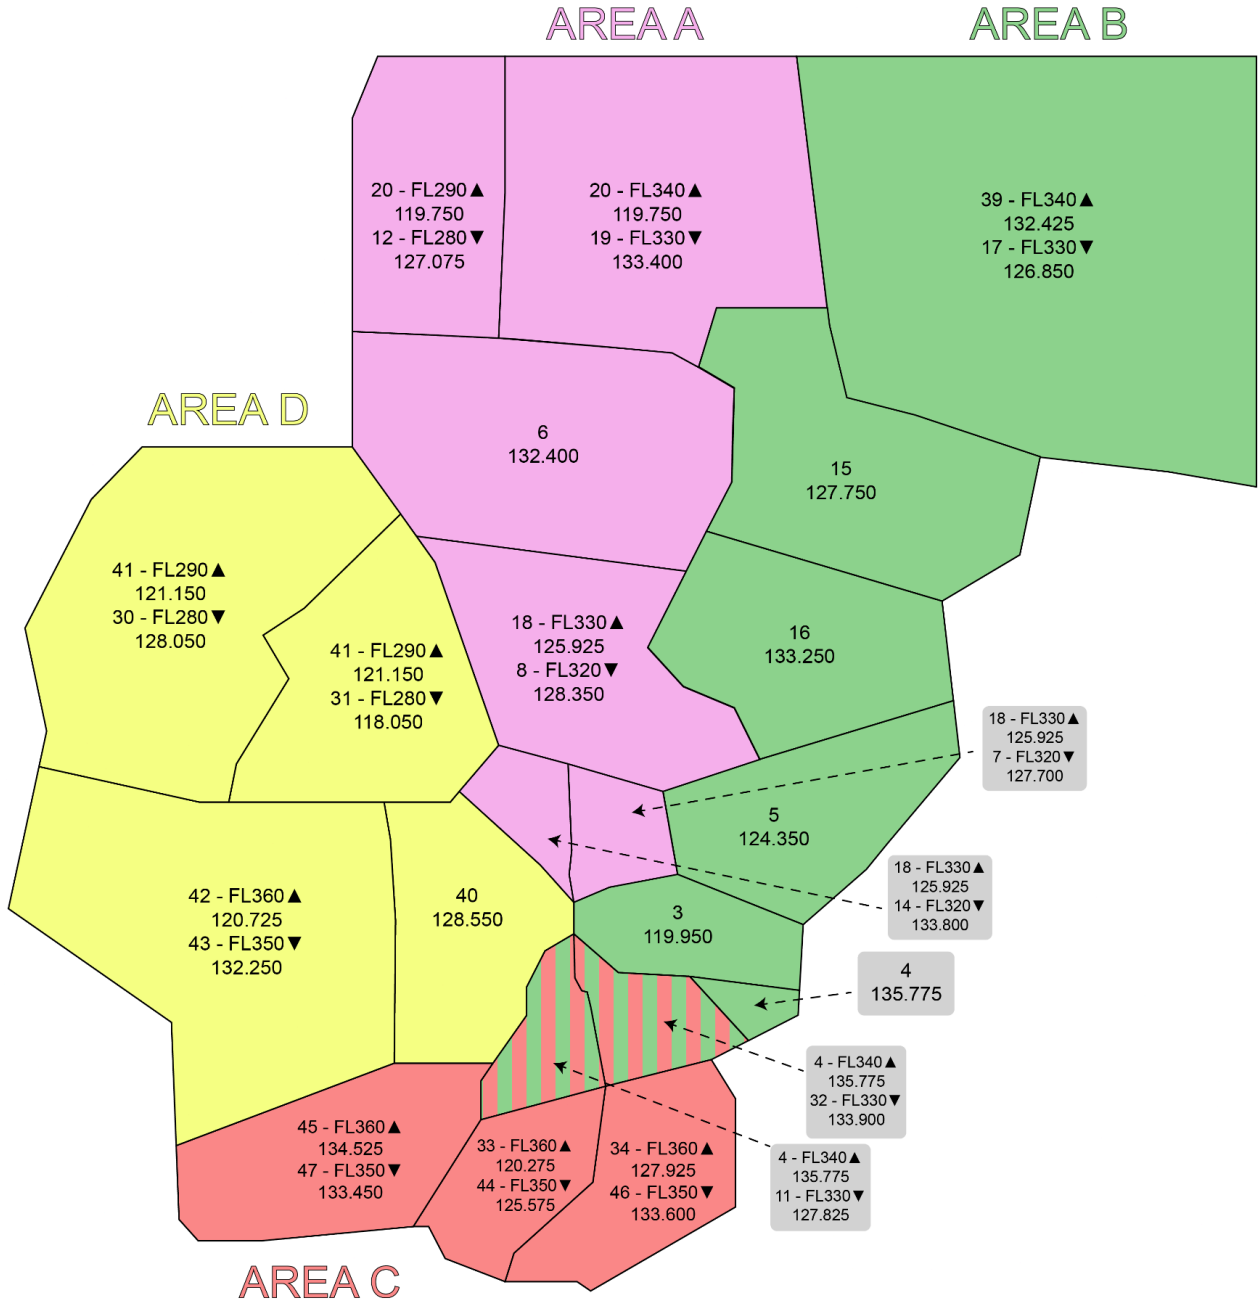 AREA A
AREA B
20 - FL290▲
119.750
12 - FL280▼
127.075
20 - FL340▲
119.750
19 - FL330▼
133.400
39 - FL340▲
132.425
17 - FL330▼
126.850
AREA D
6
132.400
15
127.750
41 - FL290▲
121.150
30 - FL280▼
128.050
41 - FL290▲
121.150
31 - FL280▼
118.050
18 - FL330▲
125.925
8 - FL320▼
128.350
16
133.250
18 - FL330▲
125.925
7 - FL320▼
127.700
5
124.350
42 - FL360▲
120.725
43 - FL350▼
132.250
40
128.550
18 - FL330▲
125.925
14 - FL320▼
133.800
3
119.950
4
135.775
4 - FL340▲
135.775
32 - FL330▼
133.900
45 - FL360▲
134.525
47 - FL350▼
133.450
33 - FL360▲
120.275
44 - FL350▼
125.575
34 - FL360▲
127.925
46 - FL350▼
133.600
4 - FL340▲
135.775
11 - FL330▼
127.825
AREA C